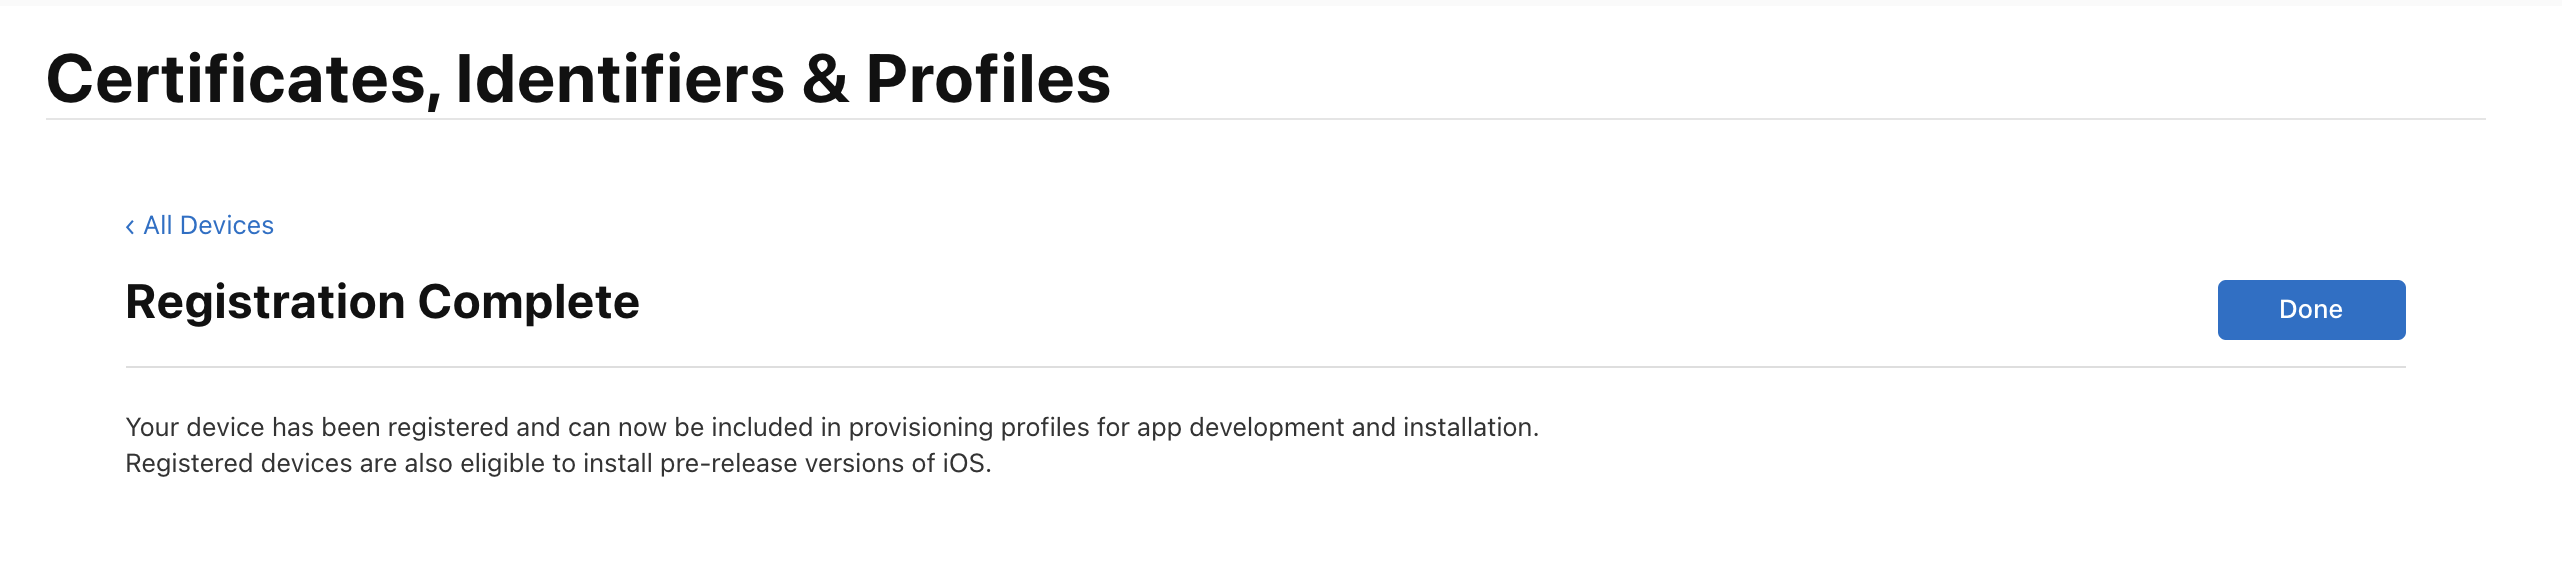 Certificates, Identifiers & Profiles
‹ All Devices
Registration Complete
Done
Your device has been registered and can now be included in provisioning profiles for app development and installation.
Registered devices are also eligible to install pre-release versions of iOS.